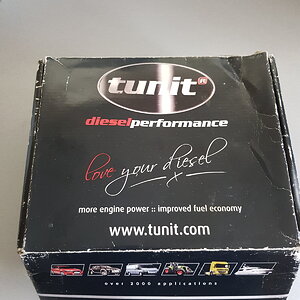 tunit®
dieselperformance
love your diesel
x
more engine power :: improved fuel economy
www.tunit.com
over 2000 applications